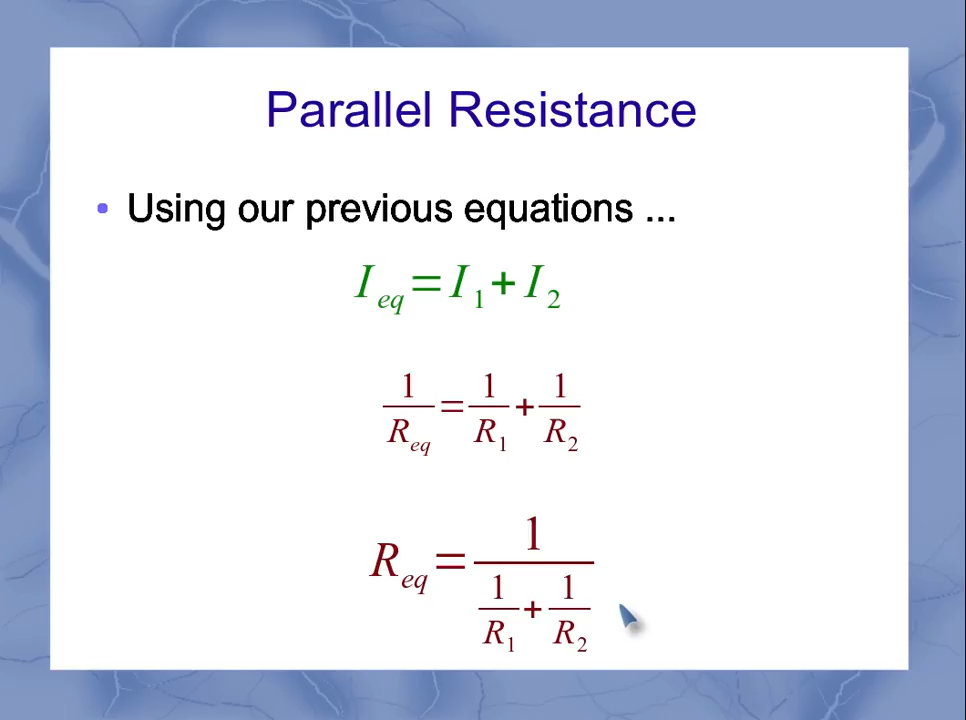 Parallel Resistance
• Using our previous equations ...
I_eq = I_1 + I_2
1/R_eq = 1/R_1 + 1/R_2
R_eq = 1/(1/R_1 + 1/R_2)